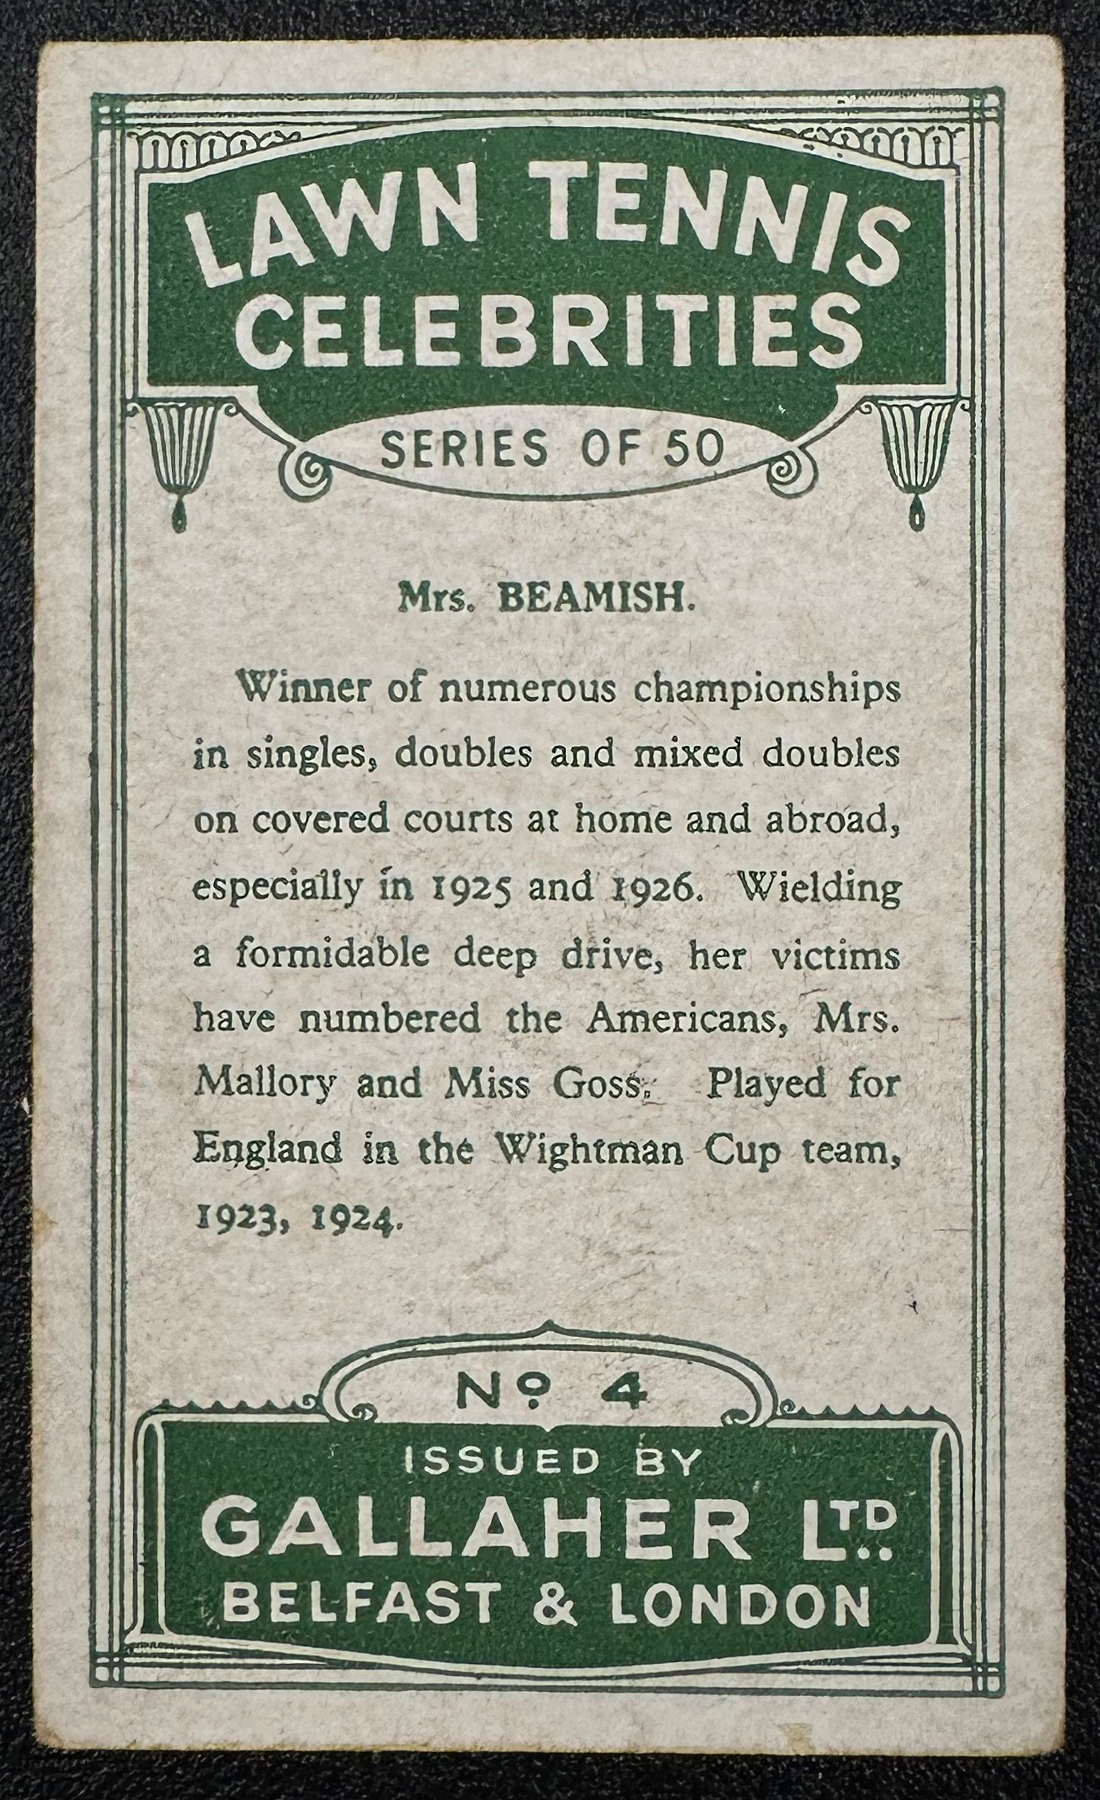 LAWN TENNIS
CELEBRITIES
SERIES OF 50
Mrs. BEAMISH.
Winner of numerous championships
in singles, doubles and mixed doubles
on covered courts at home and abroad,
especially in 1925 and 1926. Wielding
a formidable deep drive, her victims
have numbered the Americans, Mrs.
Mallory and Miss Goss. Played for
England in the Wightman Cup team,
1923, 1924.
No 4
ISSUED BY
GALLAHER LTD.
BELFAST & LONDON